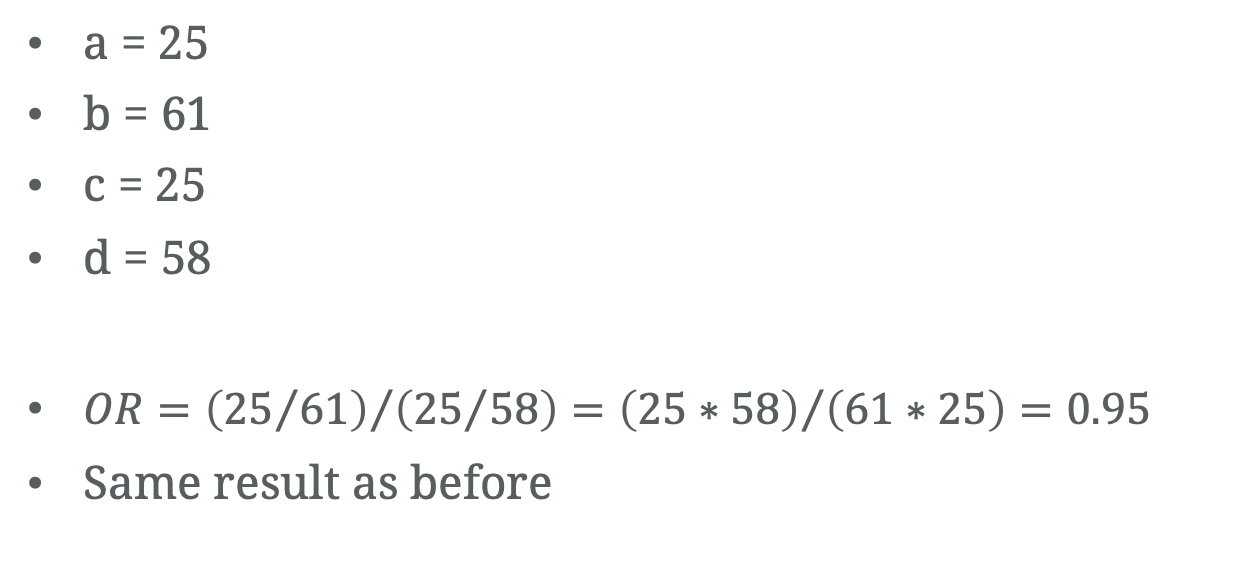 • a = 25
• b = 61
• c = 25
• d = 58
• OR = (25/61)/(25/58) = (25 ∗ 58)/(61 ∗ 25) = 0.95
• Same result as before